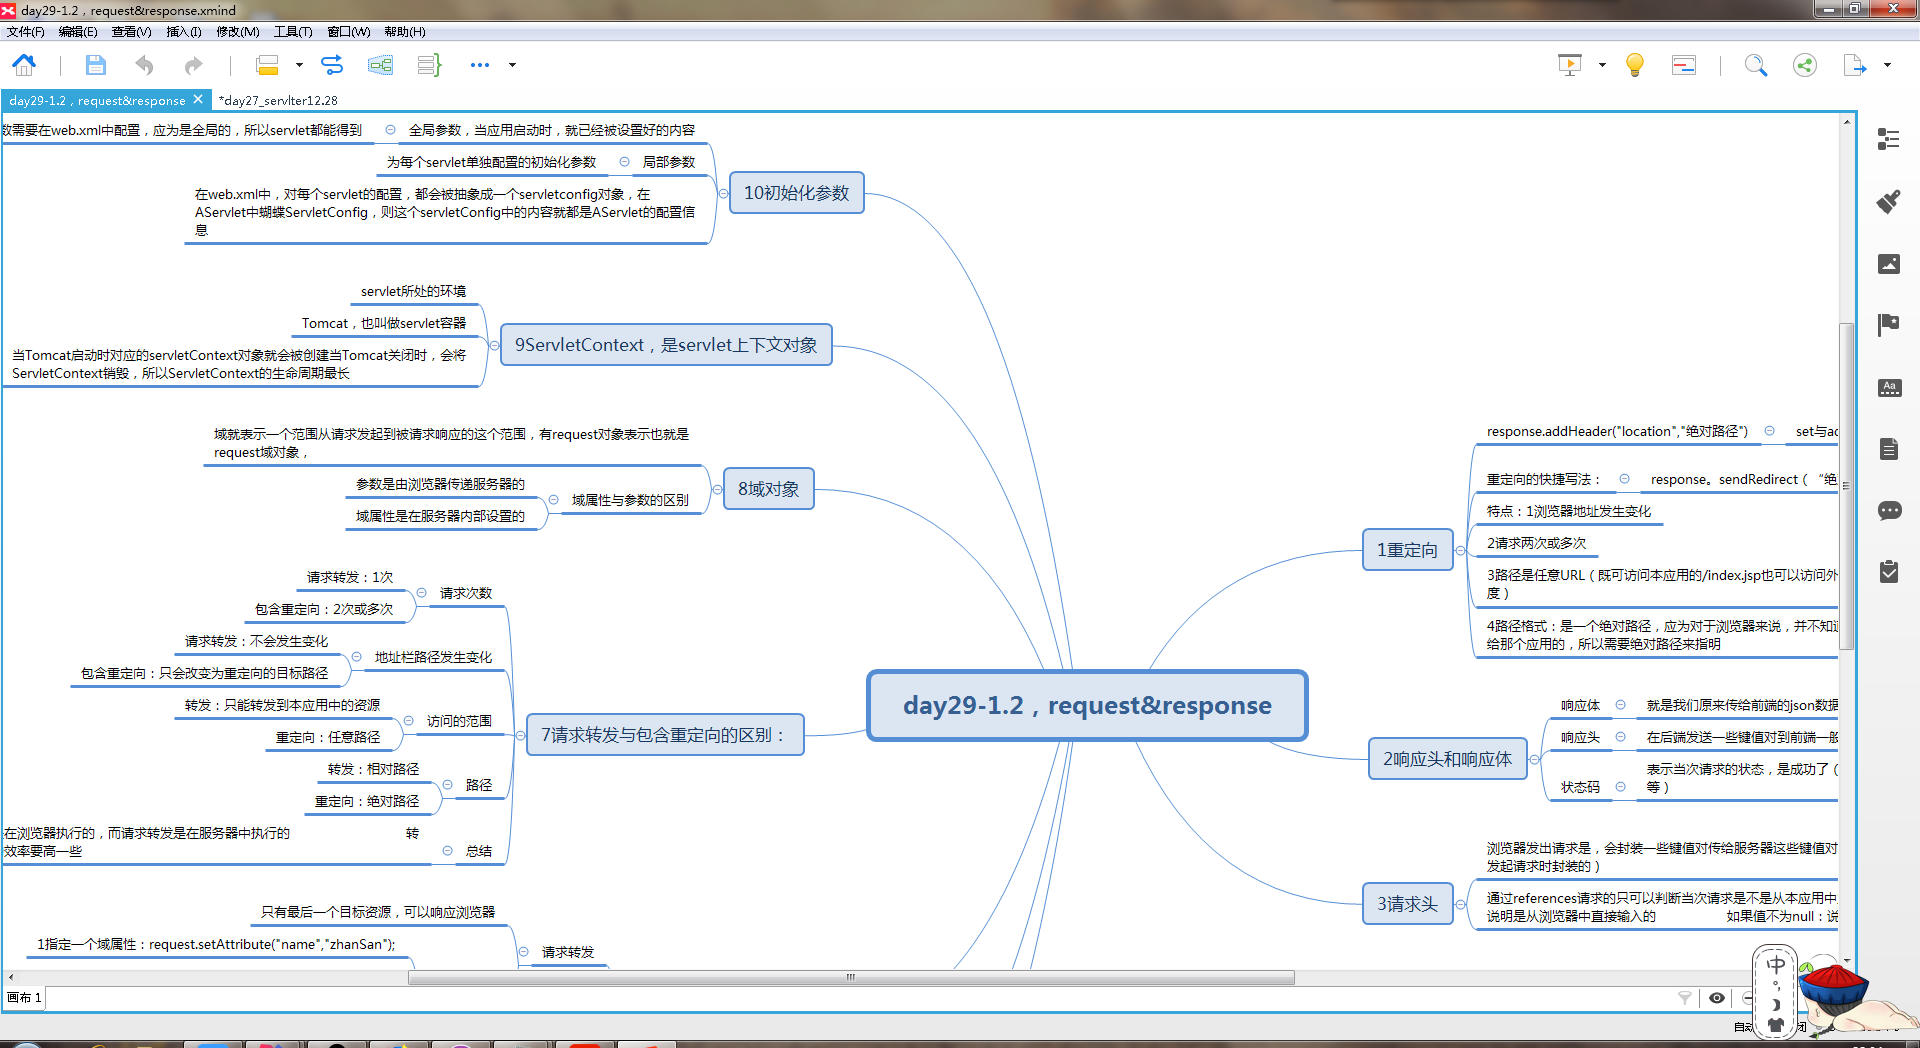 day29-1.2，request&response.xmind
文件(F) 编辑(E) 查看(V) 插入(I) 修改(M) 工具(T) 窗口(W) 帮助(H)
day29-1.2，request&response
*day27_servlter12.28
数需要在web.xml中配置，应为是全局的，所以servlet都能得到
全局参数，当应用启动时，就已经被设置好的内容
为每个servlet单独配置的初始化参数
局部参数
在web.xml中，对每个servlet的配置，都会被抽象成一个servletconfig对象，在
AServlet中蝴蝶ServletConfig，则这个servletConfig中的内容就都是AServlet的配置信
息
10初始化参数
servlet所处的环境
Tomcat，也叫做servlet容器
当Tomcat启动时对应的servletContext对象就会被创建当Tomcat关闭时，会将
ServletContext销毁，所以ServletContext的生命周期最长
9ServletContext，是servlet上下文对象
域就表示一个范围从请求发起到被请求响应的这个范围，有request对象表示也就是
request域对象，
参数是由浏览器传递服务器的
域属性是在服务器内部设置的
域属性与参数的区别
8域对象
请求转发：1次
包含重定向：2次或多次
请求次数
请求转发：不会发生变化
包含重定向：只会改变为重定向的目标路径
地址栏路径发生变化
转发：只能转发到本应用中的资源
重定向：任意路径
访问的范围
转发：相对路径
重定向：绝对路径
路径
在浏览器执行的，而请求转发是在服务器中执行的 转
效率要高一些
总结
7请求转发与包含重定向的区别：
只有最后一个目标资源，可以响应浏览器
1指定一个域属性：request.setAttribute("name","zhanSan");
请求转发
day29-1.2，request&response
response.addHeader("location","绝对路径")
set与ac
重定向的快捷写法：
response。sendRedirect（ “绝
特点：1浏览器地址发生变化
2请求两次或多次
3路径是任意URL（既可访问本应用的/index.jsp也可以访问外
度）
4路径格式：是一个绝对路径，应为对于浏览器来说，并不知道
给那个应用的，所以需要绝对路径来指明
1重定向
响应体
就是我们原来传给前端的json数据
响应头
在后端发送一些键值对到前端一般
状态码
表示当次请求的状态，是成功了（
等）
2响应头和响应体
浏览器发出请求是，会封装一些键值对传给服务器这些键值对
发起请求时封装的）
通过references请求的只可以判断当次请求是不是从本应用中
说明是从浏览器中直接输入的 如果值不为null：说
3请求头
画布 1
中
自动
闭